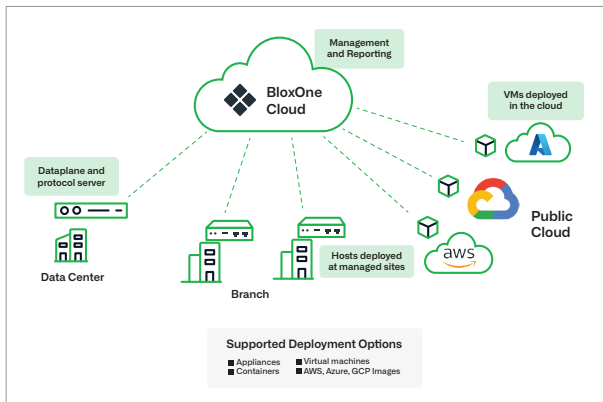 Management
and Reporting
BloxOne
Cloud
VMs deployed
in the cloud
Dataplane and
protocol server
Public
Cloud
aws
Hosts deployed
at managed sites
Data Center
Branch
Supported Deployment Options
Appliances
Containers
Virtual machines
AWS, Azure, GCP Images